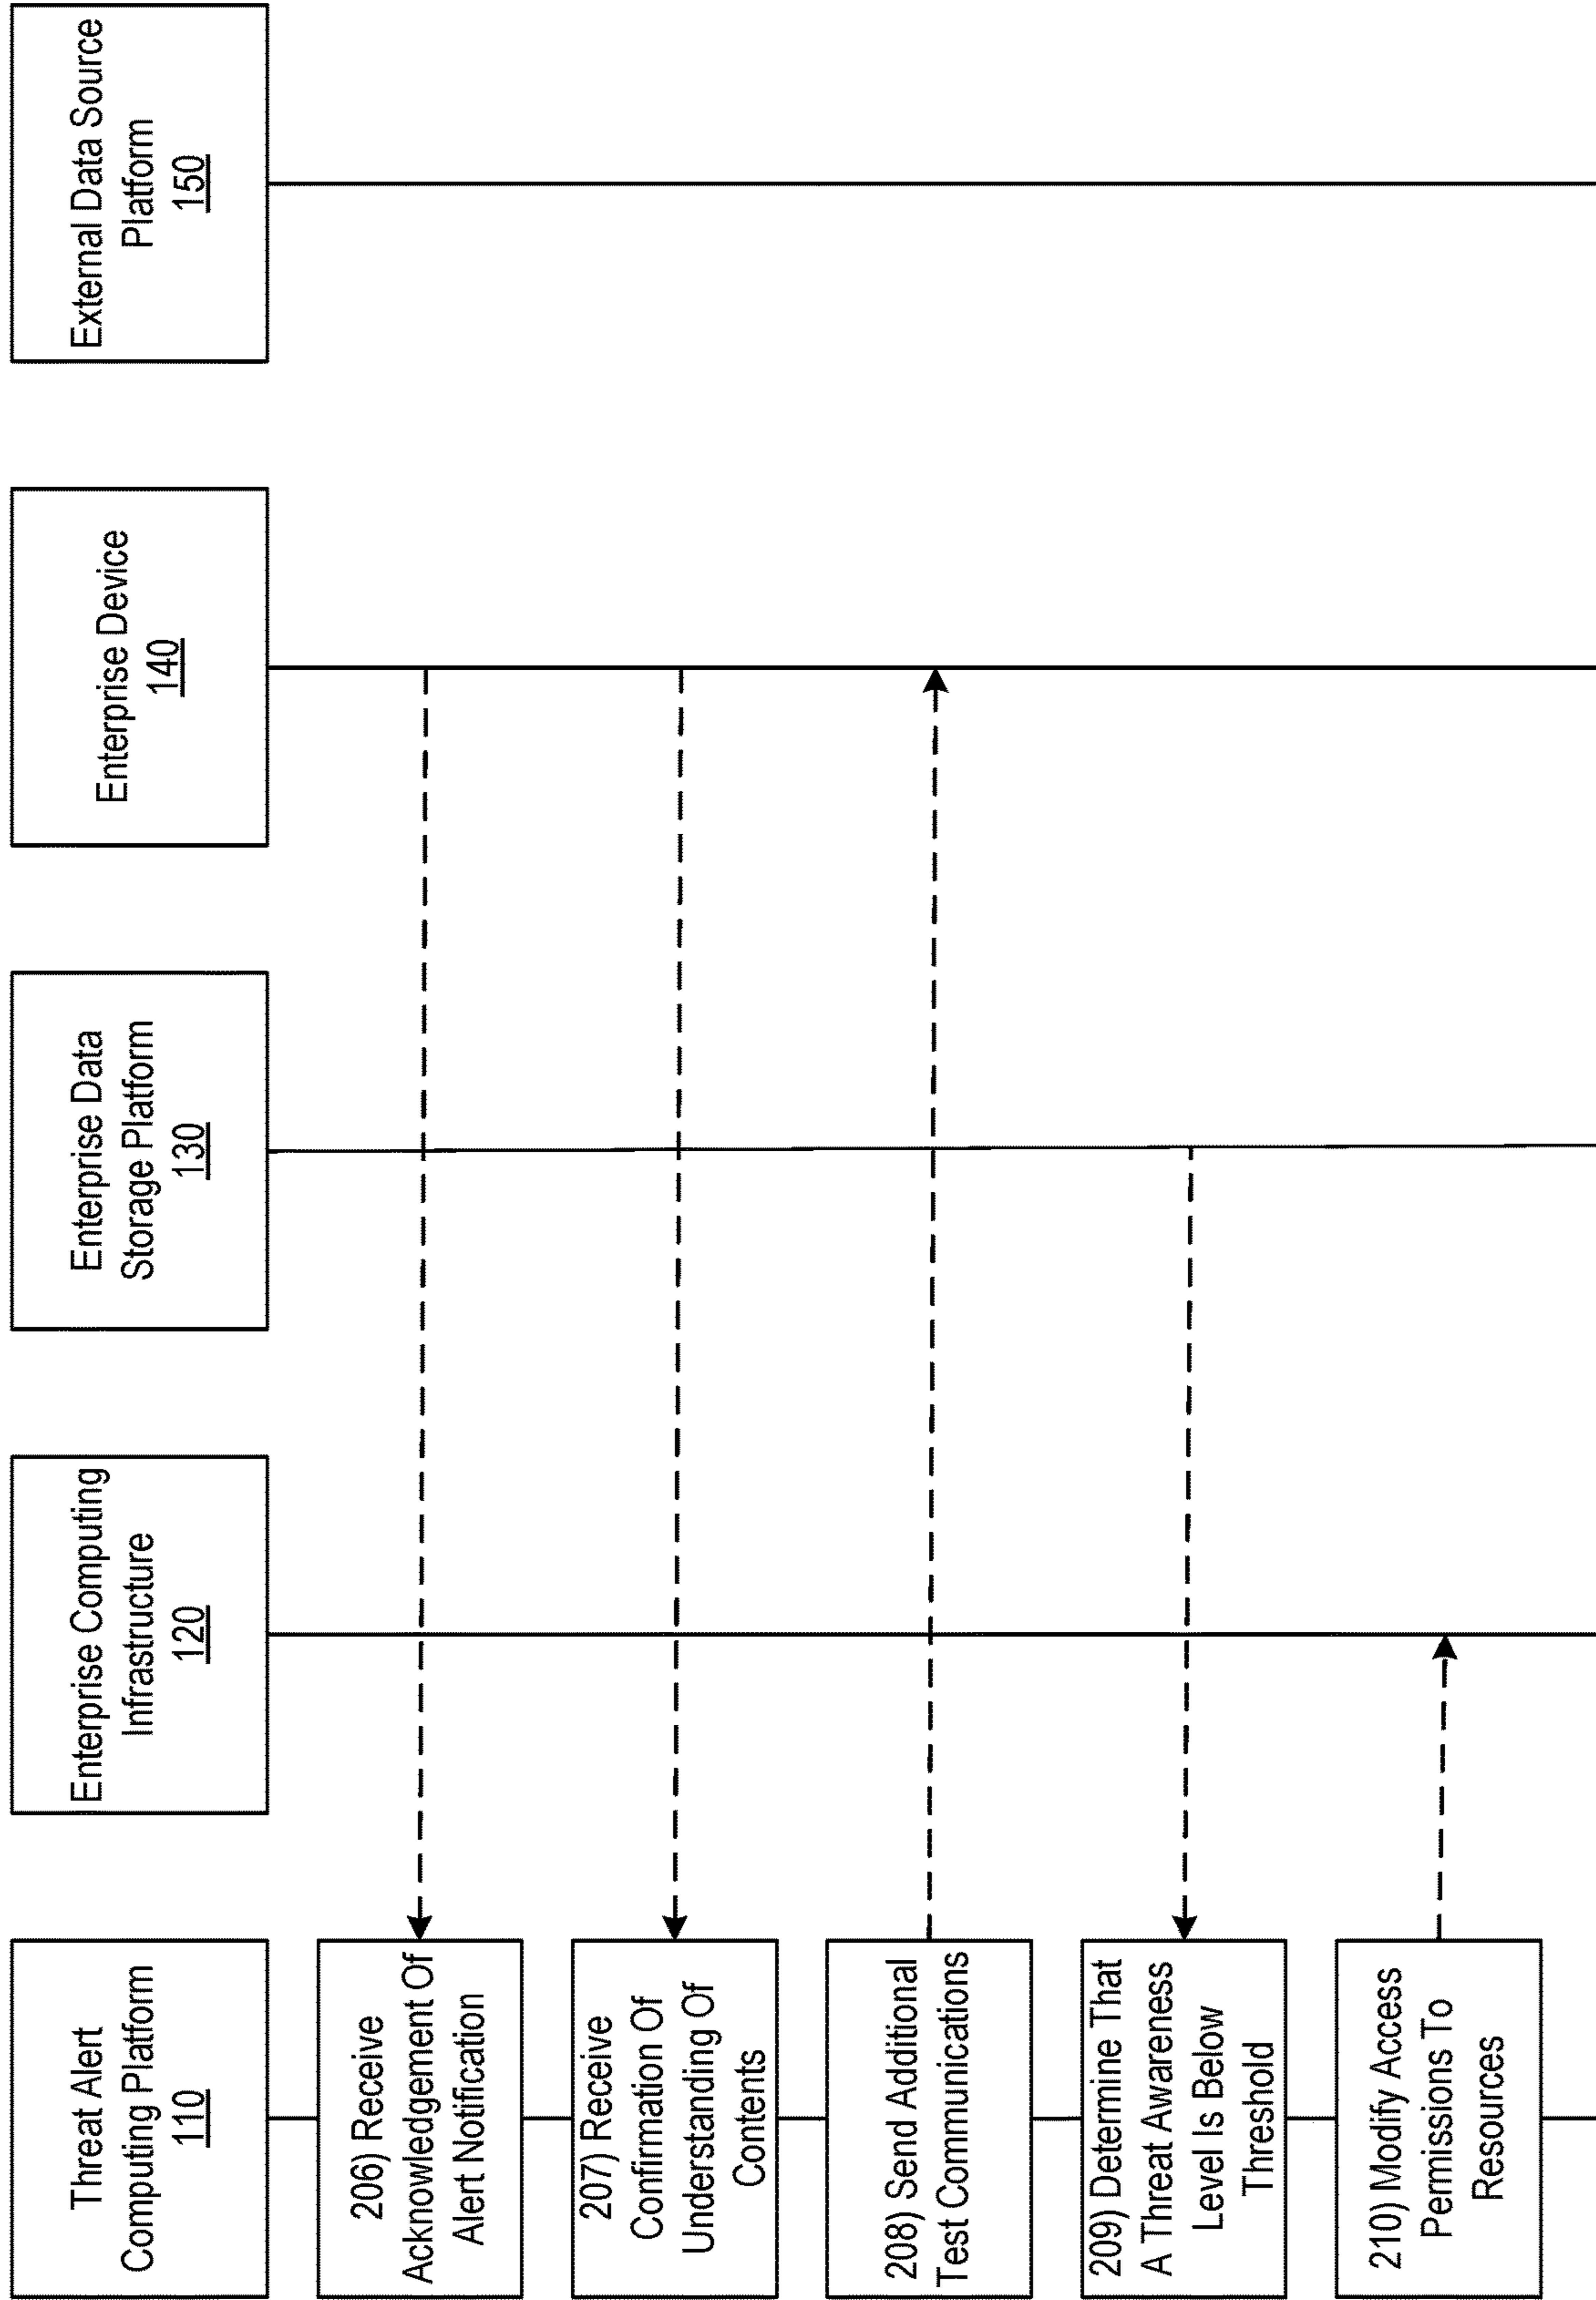 Threat Alert
Computing Platform
110
Enterprise Computing
Infrastructure
120
Enterprise Data
Storage Platform
130
Enterprise Device
140
External Data Source
Platform
150
206) Receive
Acknowledgement Of
Alert Notification
207) Receive
Confirmation Of
Understanding Of
Contents
208) Send Additional
Test Communications
209) Determine That
A Threat Awareness
Level Is Below
Threshold
210) Modify Access
Permissions To
Resources